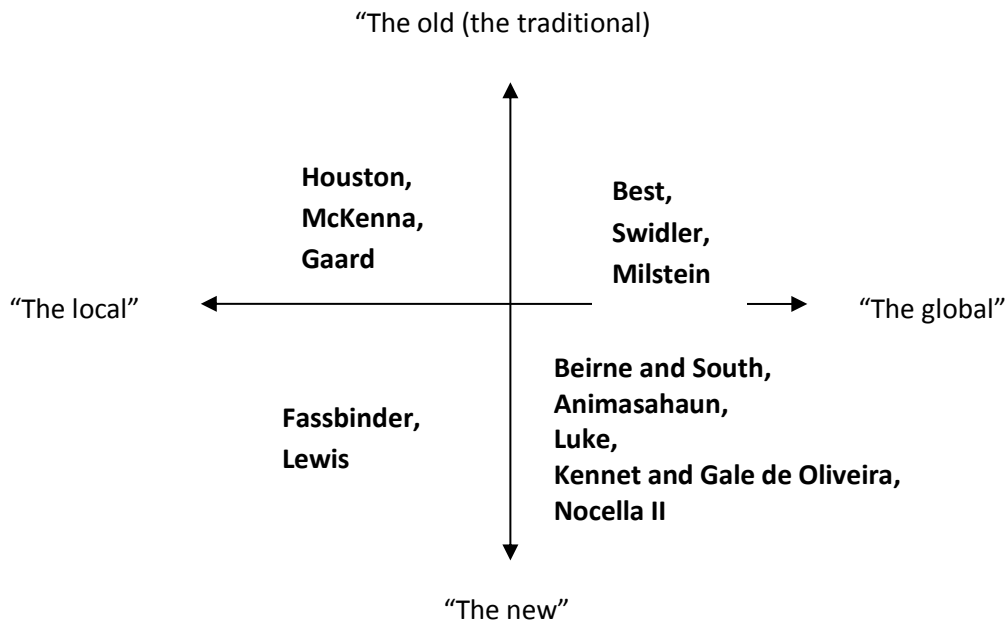 “The old (the traditional)
Houston,
McKenna,
Gaard
Best,
Swidler,
Milstein
“The local”
“The global”
Fassbinder,
Lewis
Beirne and South,
Animasahaun,
Luke,
Kennet and Gale de Oliveira,
Nocella II
“The new”